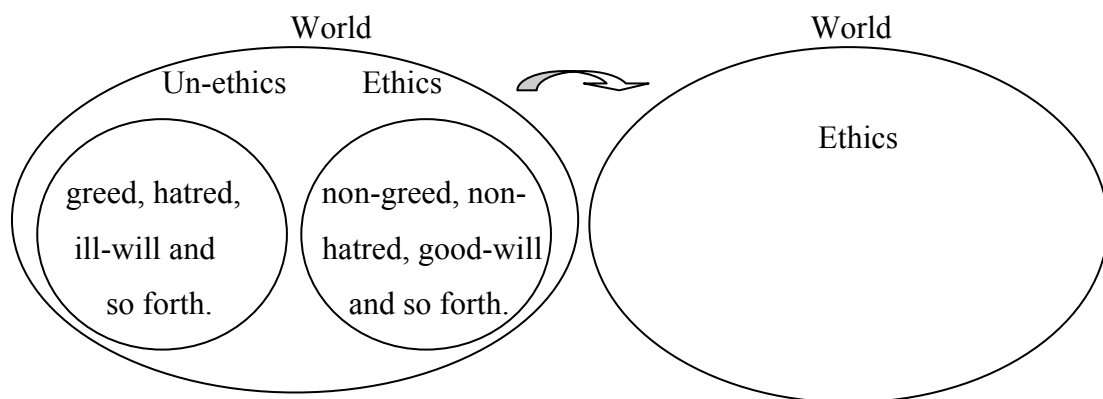 World
Un-ethics
Ethics
greed, hatred,
ill-will and
so forth.
non-greed, non-
hatred, good-will
and so forth.
World
Ethics